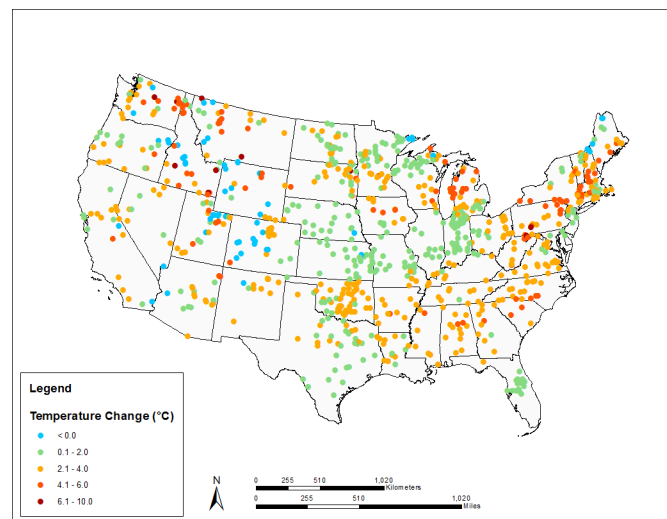 Legend
Temperature Change (°C)
< 0.0
0.1 - 2.0
2.1 - 4.0
4.1 - 6.0
6.1 - 10.0
N
0 255 510 1,020
Kilometers
0 255 510 1,020
Miles